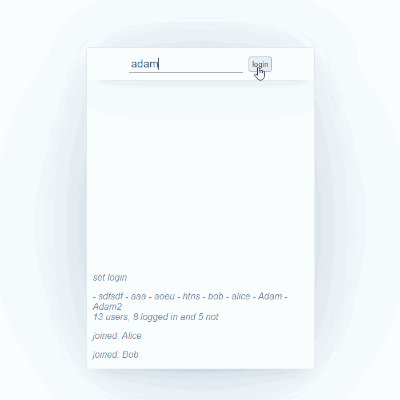 adam login
set login
- sdfsdf - aaa - aoeu - htns - bob - alice - Adam -
Adam2
13 users, 8 logged in and 5 not
joined: Alice
joined: Bob